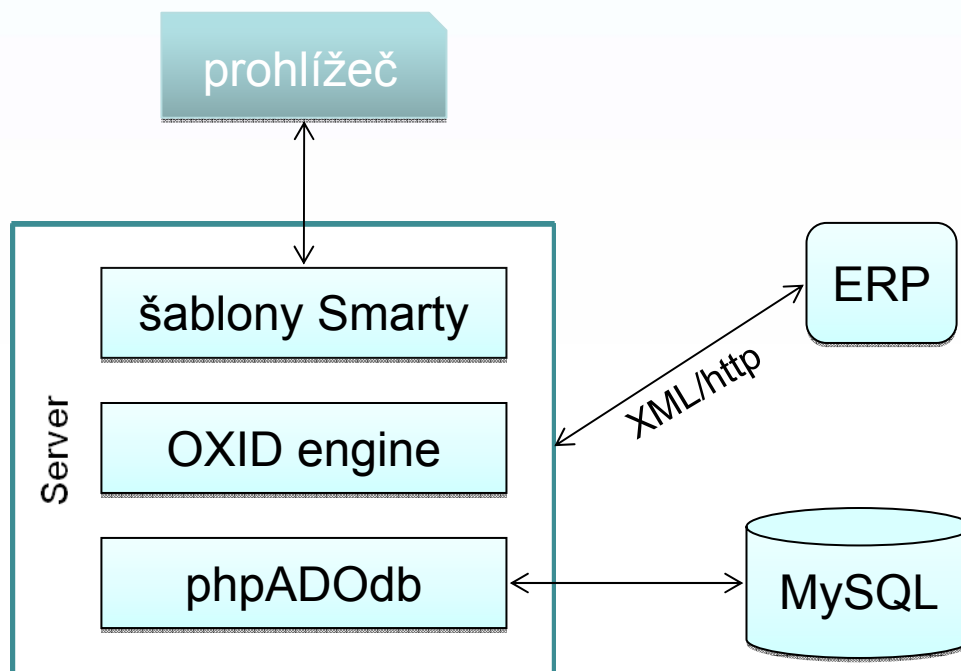 prohlížeč
šablony Smarty
ERP
XML/http
OXID engine
Server
phpADOdb
MySQL